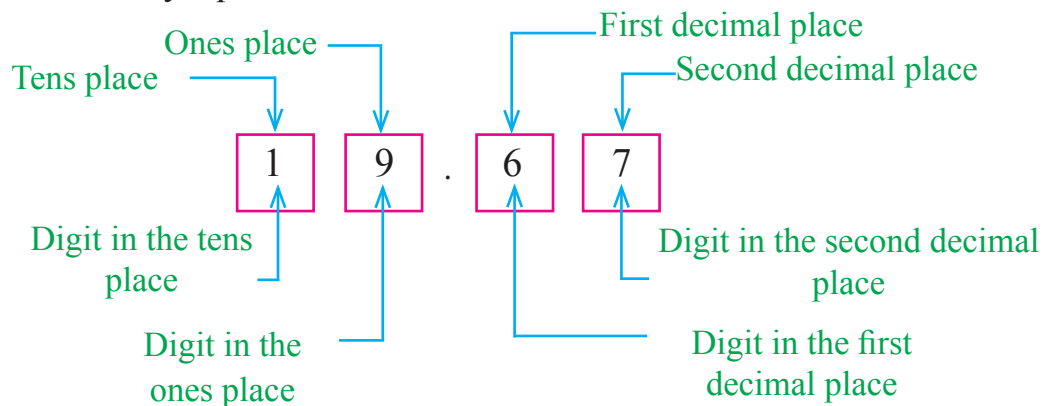 First decimal place
Ones place
Second decimal place
Tens place
1 9 . 6 7
Digit in the tens
place
Digit in the second decimal
place
Digit in the
ones place
Digit in the first
decimal place